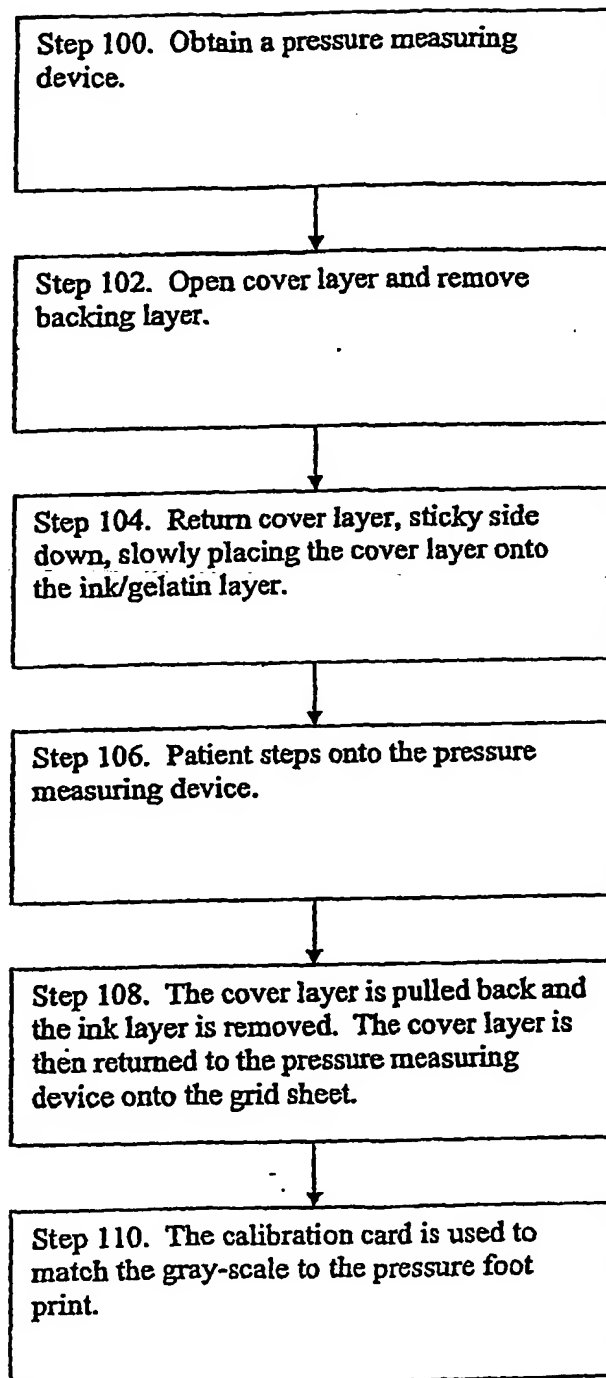 Step 100. Obtain a pressure measuring
device.
Step 102. Open cover layer and remove
backing layer.
Step 104. Return cover layer, sticky side
down, slowly placing the cover layer onto
the ink/gelatin layer.
Step 106. Patient steps onto the pressure
measuring device.
Step 108. The cover layer is pulled back and
the ink layer is removed. The cover layer is
then returned to the pressure measuring
device onto the grid sheet.
Step 110. The calibration card is used to
match the gray-scale to the pressure foot
print.